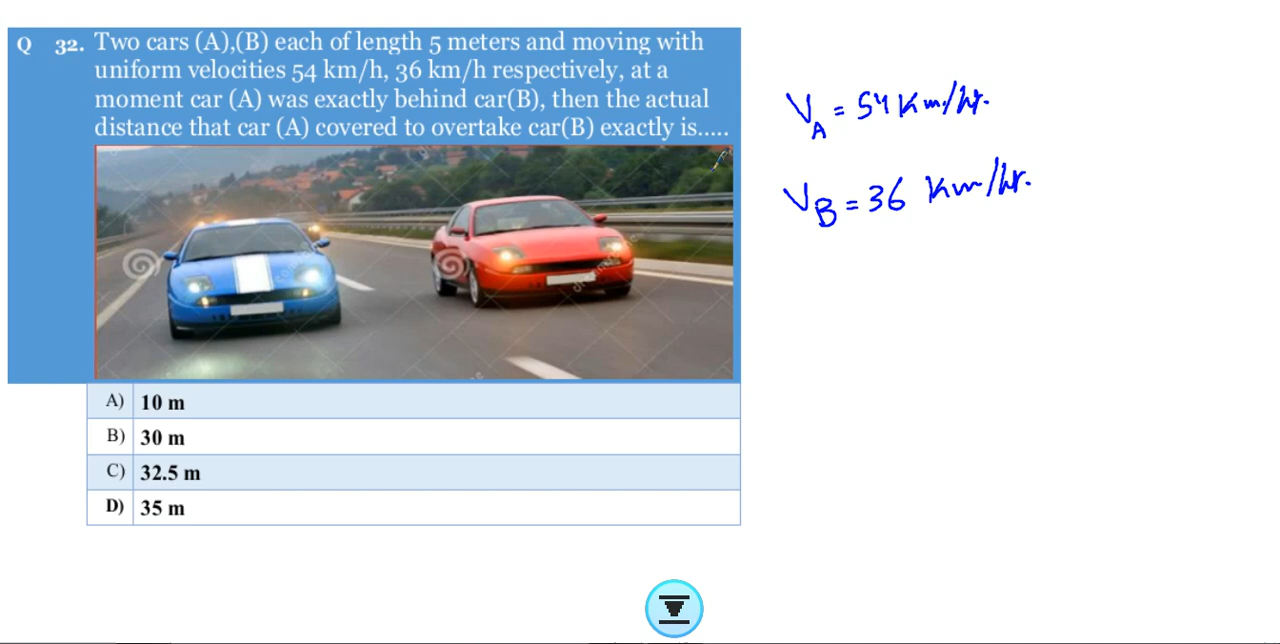 Q 32. Two cars (A),(B) each of length 5 meters and moving with
uniform velocities 54 km/h, 36 km/h respectively, at a
moment car (A) was exactly behind car(B), then the actual
distance that car (A) covered to overtake car(B) exactly is.....
A) 10 m
B) 30 m
C) 32.5 m
D) 35 m
V_A = 54 Km/hr.
V_B = 36 Km/hr.